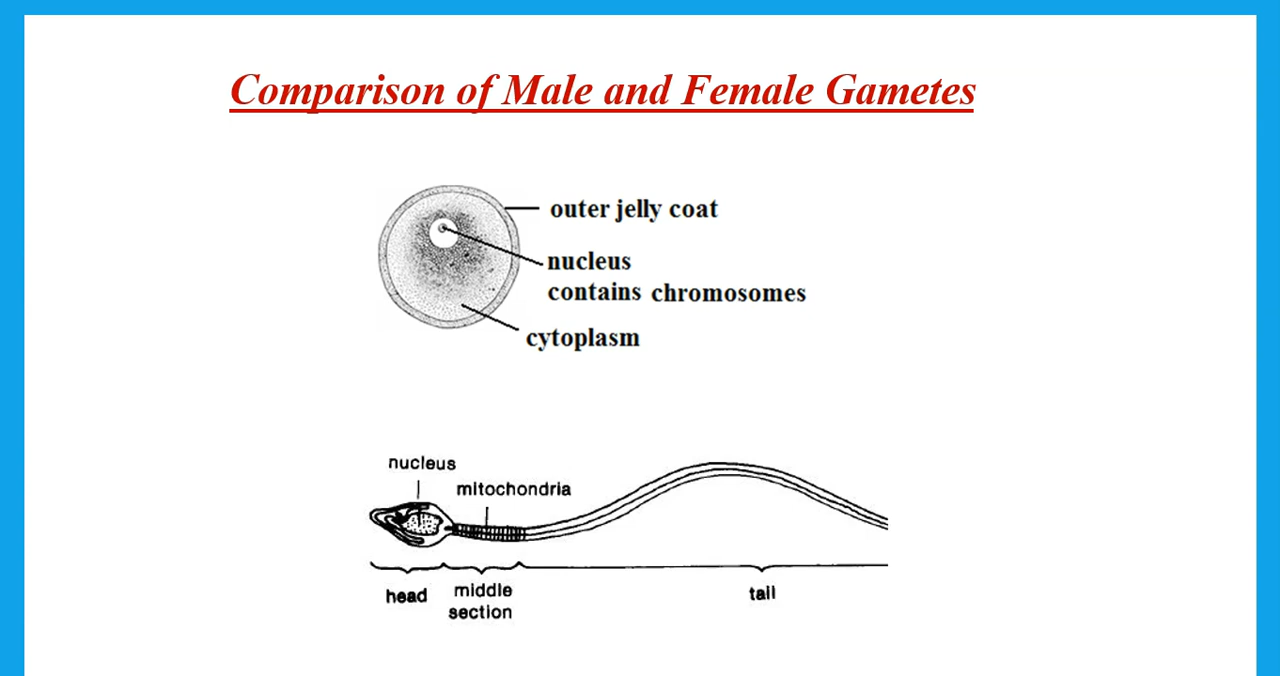 Comparison of Male and Female Gametes
outer jelly coat
nucleus
contains chromosomes
cytoplasm
nucleus
mitochondria
head
middle
section
tail